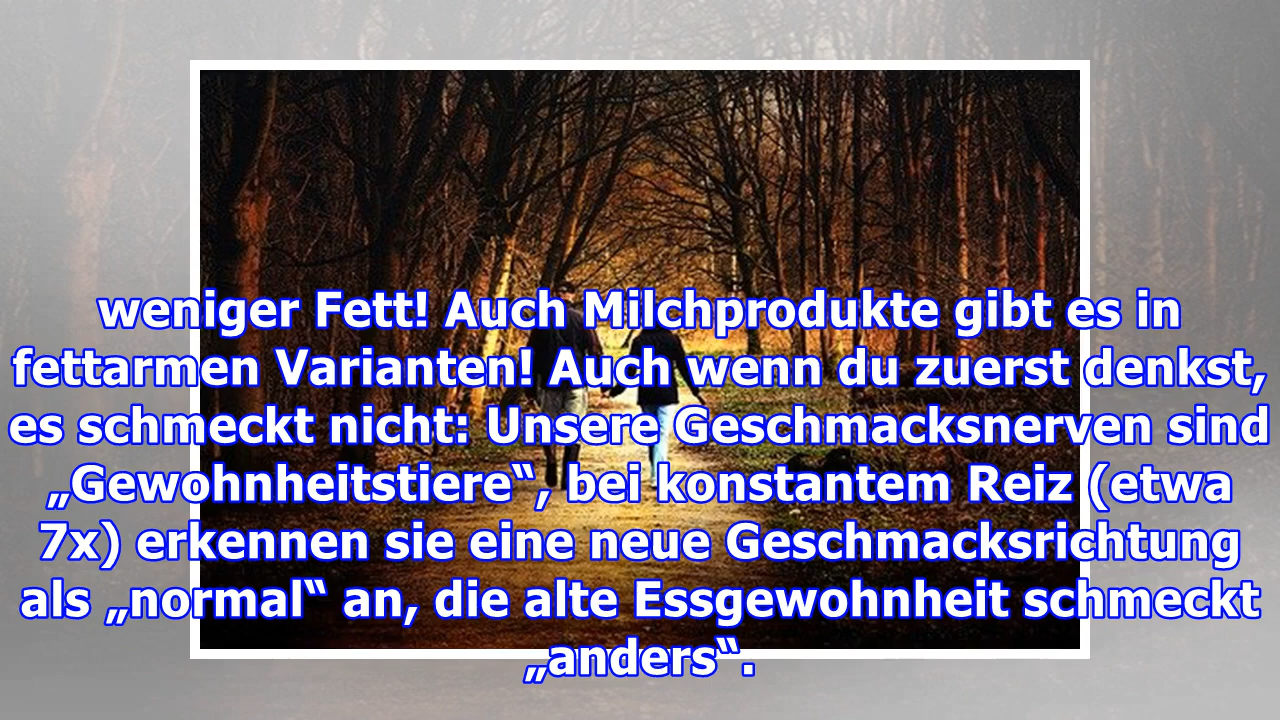 weniger Fett! Auch Milchprodukte gibt es in
fettarmen Varianten! Auch wenn du zuerst denkst,
es schmeckt nicht: Unsere Geschmacksnerven sind
„Gewohnheitstiere“, bei konstantem Reiz (etwa
7x) erkennen sie eine neue Geschmacksrichtung
als „normal“ an, die alte Essgewohnheit schmeckt
„anders“.